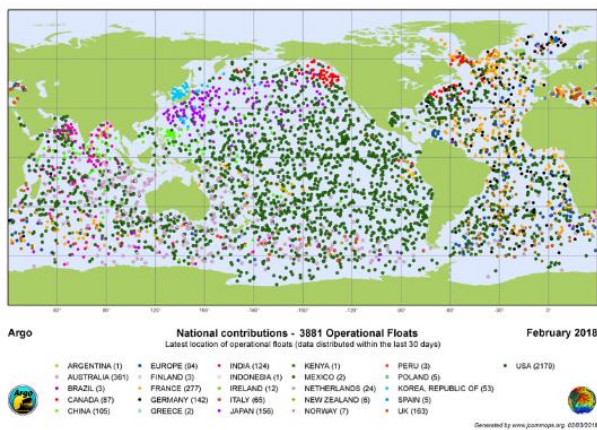 60° 90° 120° 150° 180° -150° -120° -90° -60° -30° 0°
Argo National contributions - 3881 Operational Floats February 2018
Latest location of operational floats (data distributed within the last 30 days)
ARGENTINA (1) EUROPE (94) INDIA (124) KENYA (1) PERU (3) USA (2179)
AUSTRALIA (361) FINLAND (3) INDONESIA (1) MEXICO (2) POLAND (5)
BRAZIL (3) FRANCE (277) IRELAND (12) NETHERLANDS (24) KOREA, REPUBLIC OF (53)
CANADA (87) GERMANY (142) ITALY (65) NEW ZEALAND (6) SPAIN (5)
CHINA (105) GREECE (2) JAPAN (156) NORWAY (7) UK (163)
Argo
Generated by www.jcommops.org, 02/03/2018